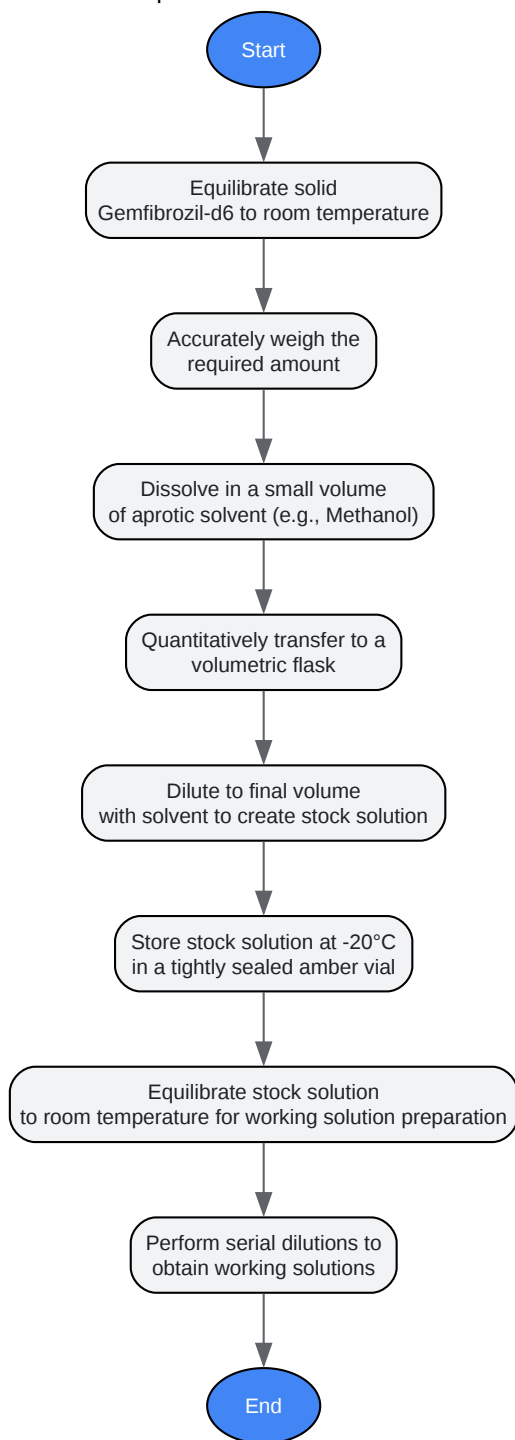 Start
Equilibrate solid
Gemfibrozil-d6 to room temperature
Accurately weigh the
required amount
Dissolve in a small volume
of aprotic solvent (e.g., Methanol)
Quantitatively transfer to a
volumetric flask
Dilute to final volume
with solvent to create stock solution
Store stock solution at -20°C
in a tightly sealed amber vial
Equilibrate stock solution
to room temperature for working solution preparation
Perform serial dilutions to
obtain working solutions
End